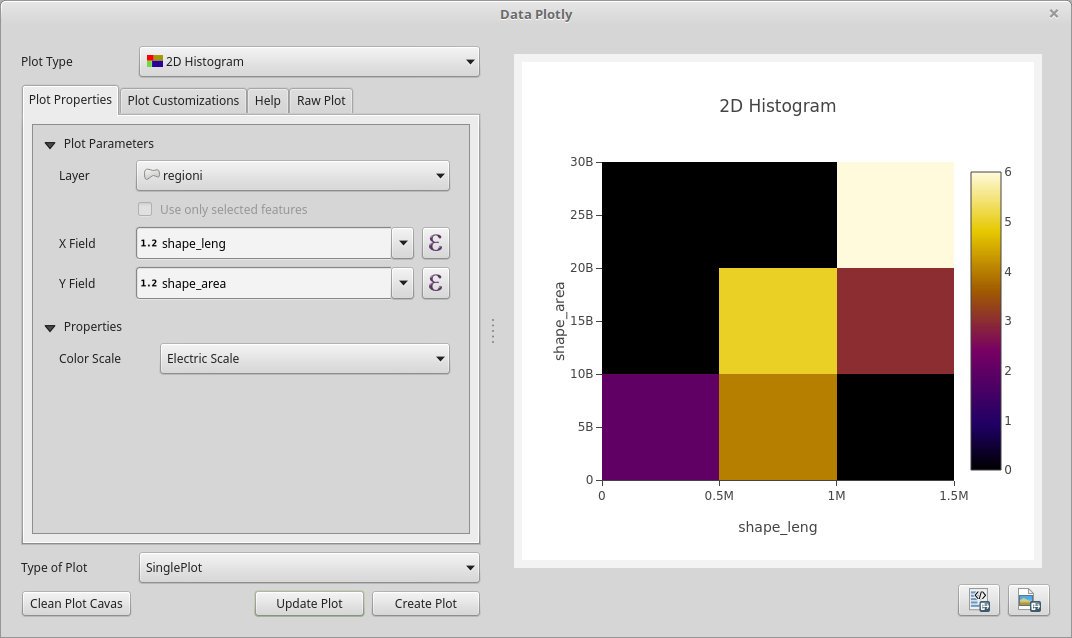 Data Plotly
Plot Type
2D Histogram
Plot Properties
Plot Customizations
Help
Raw Plot
Plot Parameters
Layer
regioni
Use only selected features
X Field
1.2 shape_leng
ε
Y Field
1.2 shape_area
ε
Properties
Color Scale
Electric Scale
Type of Plot
SinglePlot
Clean Plot Cavas
Update Plot
Create Plot
2D Histogram
30B
25B
20B
15B
10B
5B
0
shape_area
0
0.5M
1M
1.5M
shape_leng
6
5
4
3
2
1
0